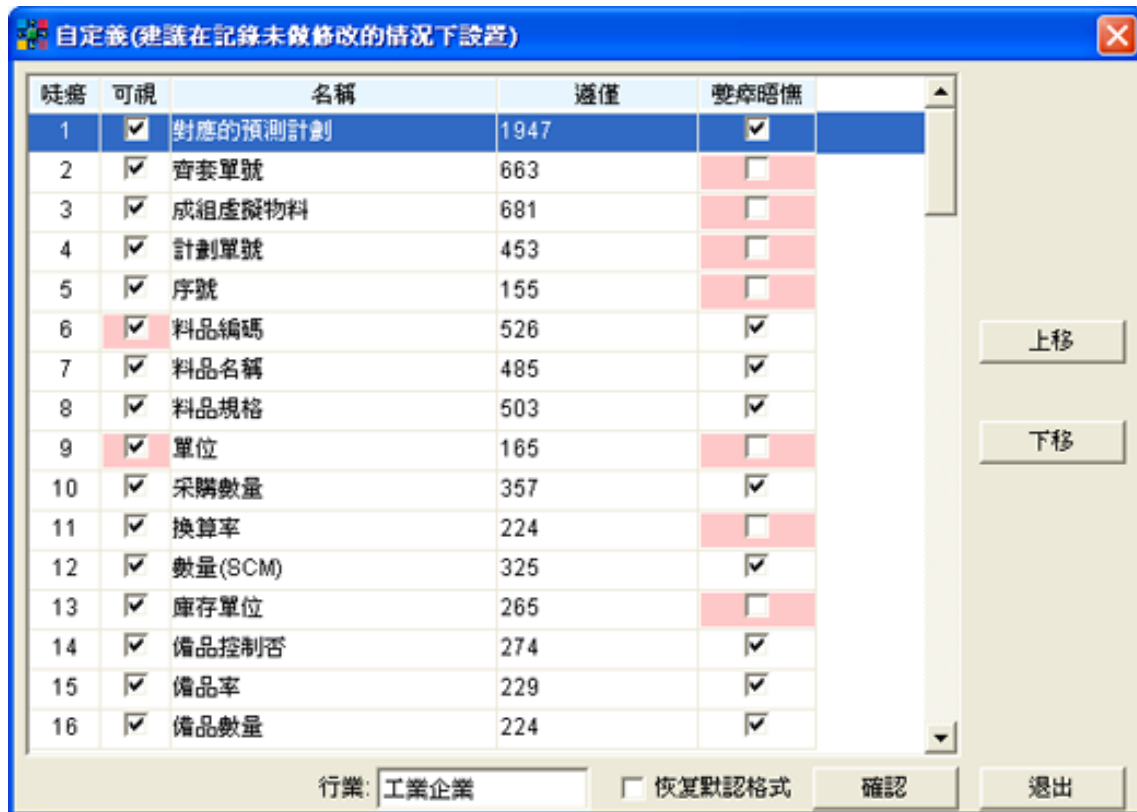 自定義(建議在記錄未做修改的情況下設置)
可視 名稱
1 對應的預測計劃 1947
2 齊套單號 663
3 成組虛擬物料 681
4 計劃單號 453
5 序號 155
6 料品編碼 526
7 料品名稱 485
8 料品規格 503
9 單位 165
10 采購數量 357
11 換算率 224
12 數量(SCM) 325
13 庫存單位 265
14 備品控制否 274
15 備品率 229
16 備品數量 224
上移
下移
行業: 工業企業 恢复默認格式 確認 退出